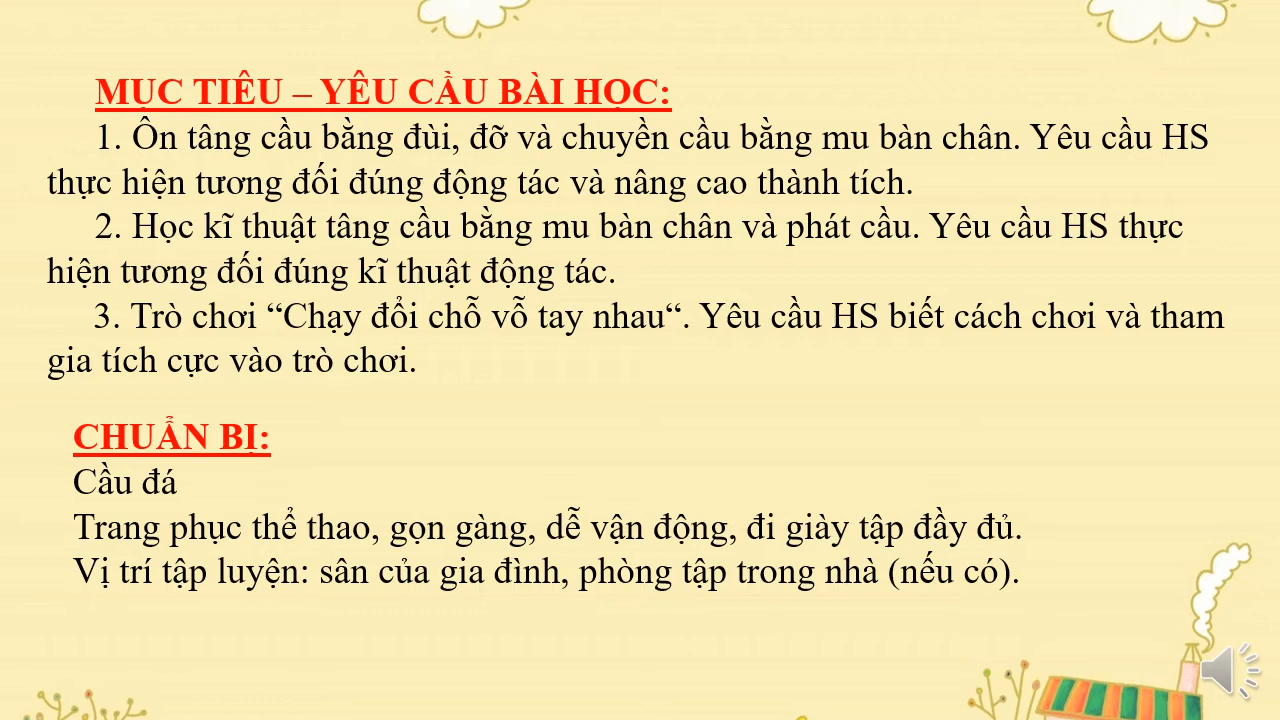 MỤC TIÊU – YÊU CẦU BÀI HỌC:
1. Ôn tâng cầu bằng đùi, đỡ và chuyền cầu bằng mu bàn chân. Yêu cầu HS
thực hiện tương đối đúng động tác và nâng cao thành tích.
2. Học kĩ thuật tâng cầu bằng mu bàn chân và phát cầu. Yêu cầu HS thực
hiện tương đối đúng kĩ thuật động tác.
3. Trò chơi “Chạy đổi chỗ vỗ tay nhau“. Yêu cầu HS biết cách chơi và tham
gia tích cực vào trò chơi.
CHUẨN BỊ:
Cầu đá
Trang phục thể thao, gọn gàng, dễ vận động, đi giày tập đầy đủ.
Vị trí tập luyện: sân của gia đình, phòng tập trong nhà (nếu có).